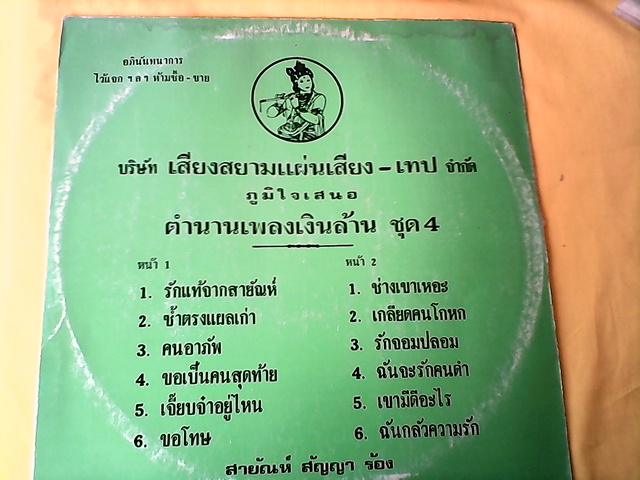 อภินันทนาการ
ไว้แจก ฯลฯ ห้ามซื้อ - ขาย
บริษัท เสียงสยามแผ่นเสียง - เทป จำกัด
ภูมิใจเสนอ
ตำนานเพลงเงินล้าน ชุด 4
หน้า 1
1. รักแท้จากสายัณห์
2. ช้ำตรงแผลเก่า
3. คนอาภัพ
4. ขอเป็นคนสุดท้าย
5. เจี๊ยบจ๋าอยู่ไหน
6. ขอโทษ
หน้า 2
1. ช่างเขาเหอะ
2. เกลียดคนโกหก
3. รักจอมปลอม
4. ฉันจะรักคนดำ
5. เขามีดีอะไร
6. ฉันกลัวความรัก
สายัณห์ สัญญา ร้อง